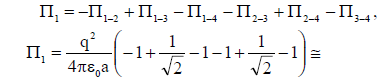 Π₁ = −Π₁₋₂ + Π₁₋₃ − Π₁₋₄ − Π₂₋₃ + Π₂₋₄ − Π₃₋₄ ,
Π₁ = q²/(4πε₀a) (−1 + 1/√2 − 1 − 1 + 1/√2 − 1) ≅